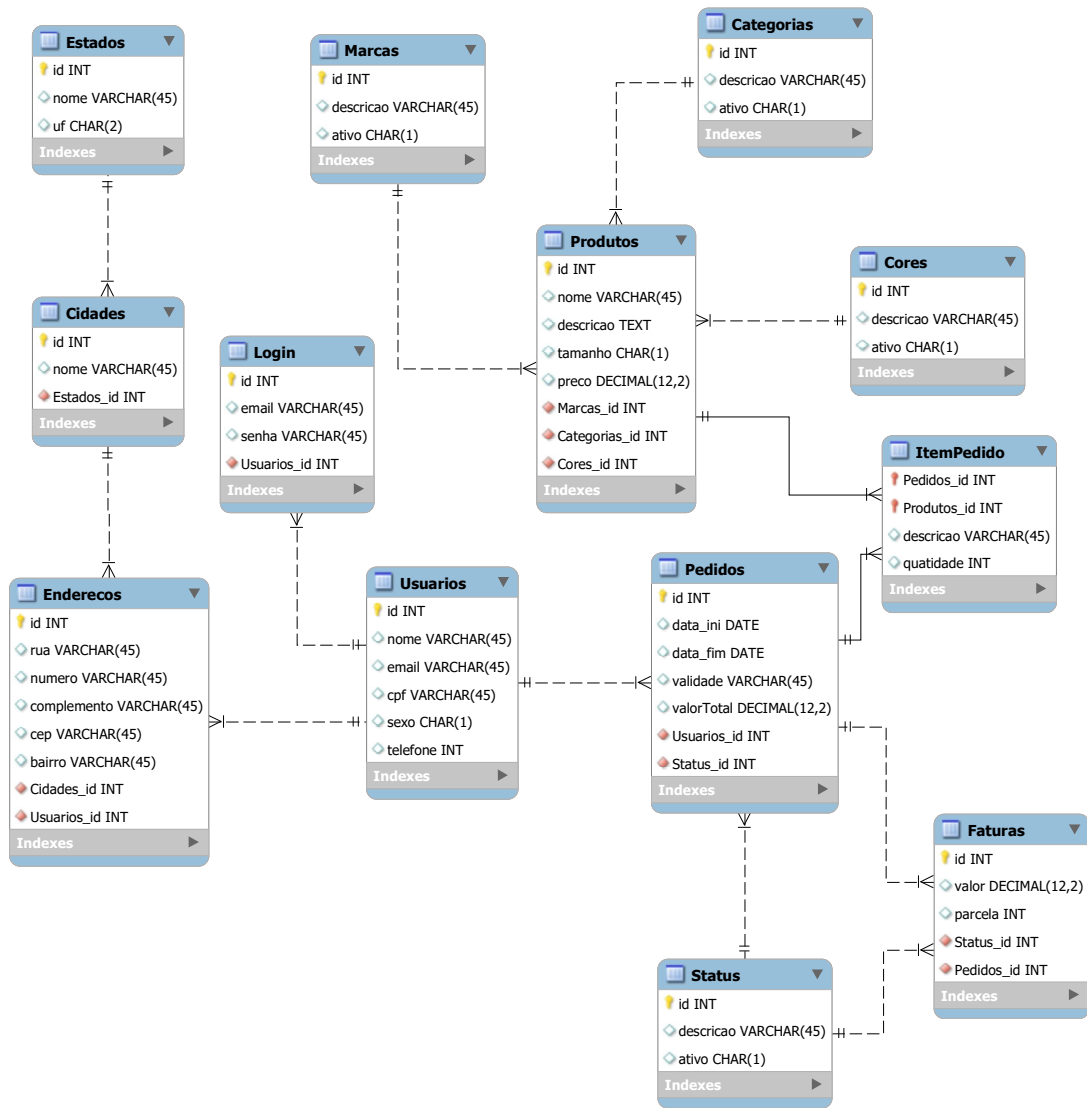 Estados
id INT
nome VARCHAR(45)
uf CHAR(2)
Indexes
Marcas
id INT
descricao VARCHAR(45)
ativo CHAR(1)
Indexes
Categorias
id INT
descricao VARCHAR(45)
ativo CHAR(1)
Indexes
Produtos
id INT
nome VARCHAR(45)
descricao TEXT
tamanho CHAR(1)
preco DECIMAL(12,2)
Marcas_id INT
Categorias_id INT
Cores_id INT
Indexes
Cores
id INT
descricao VARCHAR(45)
ativo CHAR(1)
Indexes
Cidades
id INT
nome VARCHAR(45)
Estados_id INT
Indexes
Login
id INT
email VARCHAR(45)
senha VARCHAR(45)
Usuarios_id INT
Indexes
ItemPedido
Pedidos_id INT
Produtos_id INT
descricao VARCHAR(45)
quatidade INT
Indexes
Enderecos
id INT
rua VARCHAR(45)
numero VARCHAR(45)
complemento VARCHAR(45)
cep VARCHAR(45)
bairro VARCHAR(45)
Cidades_id INT
Usuarios_id INT
Indexes
Usuarios
id INT
nome VARCHAR(45)
email VARCHAR(45)
cpf VARCHAR(45)
sexo CHAR(1)
telefone INT
Indexes
Pedidos
id INT
data_ini DATE
data_fim DATE
validade VARCHAR(45)
valorTotal DECIMAL(12,2)
Usuarios_id INT
Status_id INT
Indexes
Faturas
id INT
valor DECIMAL(12,2)
parcela INT
Status_id INT
Pedidos_id INT
Indexes
Status
id INT
descricao VARCHAR(45)
ativo CHAR(1)
Indexes